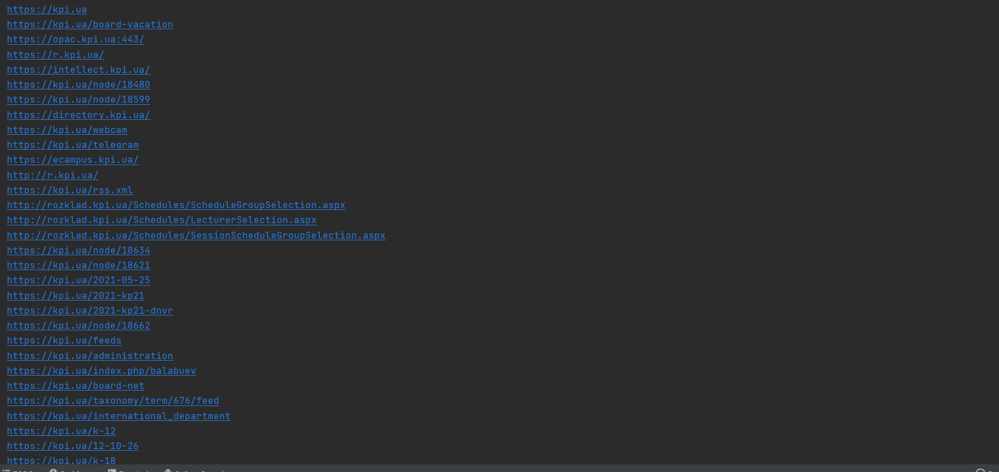 https://kpi.ua
https://kpi.ua/board-vacation
https://opac.kpi.ua:443/
https://r.kpi.ua/
https://intellect.kpi.ua/
https://kpi.ua/node/18480
https://kpi.ua/node/18599
https://directory.kpi.ua/
https://kpi.ua/webcam
https://kpi.ua/telegram
https://ecampus.kpi.ua/
http://r.kpi.ua/
https://kpi.ua/rss.xml
http://rozklad.kpi.ua/Schedules/ScheduleGroupSelection.aspx
http://rozklad.kpi.ua/Schedules/LecturerSelection.aspx
http://rozklad.kpi.ua/Schedules/SessionScheduleGroupSelection.aspx
https://kpi.ua/node/18634
https://kpi.ua/node/18621
https://kpi.ua/2021-05-25
https://kpi.ua/2021-kp21
https://kpi.ua/2021-kp21-dnvr
https://kpi.ua/node/18662
https://kpi.ua/feeds
https://kpi.ua/administration
https://kpi.ua/index.php/balabuev
https://kpi.ua/board-net
https://kpi.ua/taxonomy/term/676/feed
https://kpi.ua/international_department
https://kpi.ua/k-12
https://kpi.ua/12-10-26
https://kpi.ua/k-18